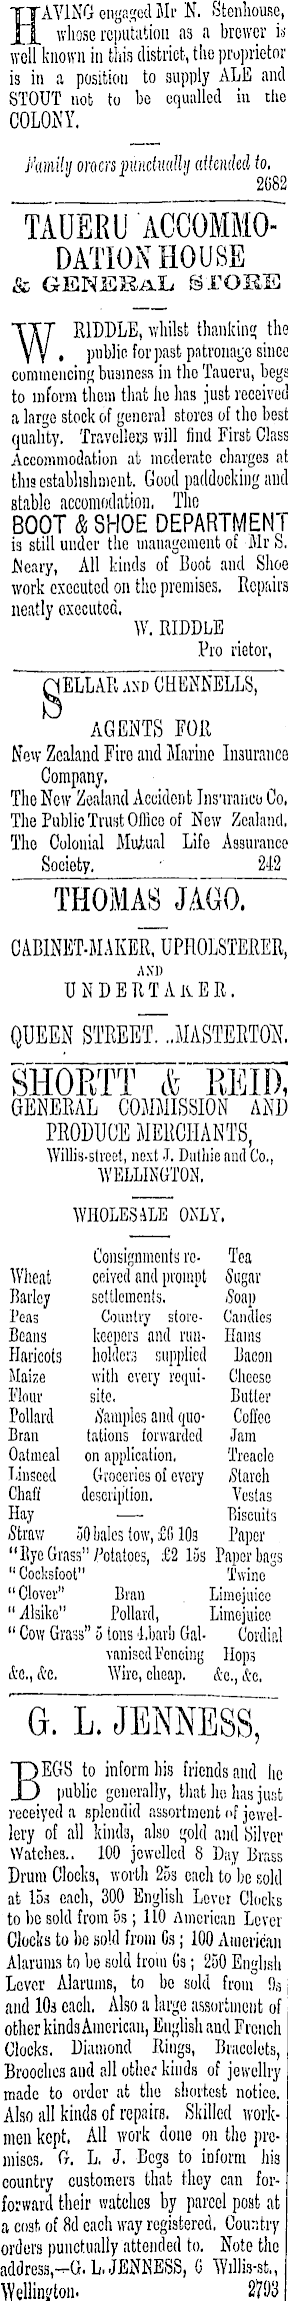 HAVING engaged Mr N. Stenhouse,
whose reputation as a brewer is
well known in this district, the proprietor
is in a position to supply ALE and
STOUT not to be equalled in the
COLONY.
Family orders punctually attended to.
2682
TAUERU ACCOMMO-
DATION HOUSE
& GENERAL STORE
W. RIDDLE, whilst thanking the
public for past patronage since
commencing business in the Taueru, begs
to inform them that he has just received
a large stock of general stores of the best
quality. Travellers will find First Class
Accommodation at moderate charges at
this establishment. Good paddocking and
stable accomodation. The
BOOT & SHOE DEPARTMENT
is still under the management of Mr S.
Neary, All kinds of Boot and Shoe
work executed on the premises. Repairs
neatly executed.
W. RIDDLE
Pro rietor,
SELLAR AND CHENNELLS,
AGENTS FOR
New Zealand Fire and Marine Insurance
Company.
The New Zealand Accident Insurance Co.
The Public Trust Office of New Zealand.
The Colonial Mutual Life Assurance
Society. 242
THOMAS JAGO.
CABINET-MAKER, UPHOLSTERER,
AND
UNDERTAKER.
QUEEN STREET. ..MASTERTON.
SHORTT & REID,
GENERAL COMMISSION AND
PRODUCE MERCHANTS,
Willis-street, next J. Duthie and Co.,
WELLINGTON.
WHOLESALE ONLY.
Consignments re- Tea
Wheat ceived and prompt Sugar
Barley settlements. Soap
Peas Country store- Candles
Beans keepers and run- Hams
Haricots holders supplied Bacon
Maize with every requi- Cheese
Flour site. Butter
Pollard Samples and quo- Coffee
Bran tations forwarded Jam
Oatmeal on application. Treacle
Linseed Groceries of every Starch
Chaff description. Vestas
Hay — Biscuits
Straw 50 bales tow, £6 10s Paper
"Rye Grass" Potatoes, £2 15s Paper bags
"Cocksfoot" Twine
"Clover" Bran Limejuice
"Alsike" Pollard, Limejuice
"Cow Grass" 5 tons 4.barb Gal- Cordial
vanised Fencing Hops
&c., &c. Wire, cheap. &c., &c.
G. L. JENNESS,
BEGS to inform his friends and he
public generally, that he has just
received a splendid assortment of jewel-
lery of all kinds, also gold and Silver
Watches.. 100 jewelled 8 Day Brass
Drum Clocks, worth 25s each to be sold
at 15s each, 300 English Lever Clocks
to be sold from 5s ; 110 American Lever
Clocks to be sold from 6s ; 100 American
Alarums to be sold from 6s ; 250 English
Lever Alarums, to be sold from 9s
and 10s each. Also a large assortment of
other kinds American, English and French
Clocks. Diamond Rings, Bracelets,
Brooches and all other kinds of jewellry
made to order at the shortest notice.
Also all kinds of repairs. Skilled work-
men kept. All work done on the pre-
mises. G. L. J. Begs to inform his
country customers that they can for-
forward their watches by parcel post at
a cost of 8d each way registered. Country
orders punctually attended to. Note the
address,—G. L. JENNESS, 6 Willis-st.,
Wellington. 2793